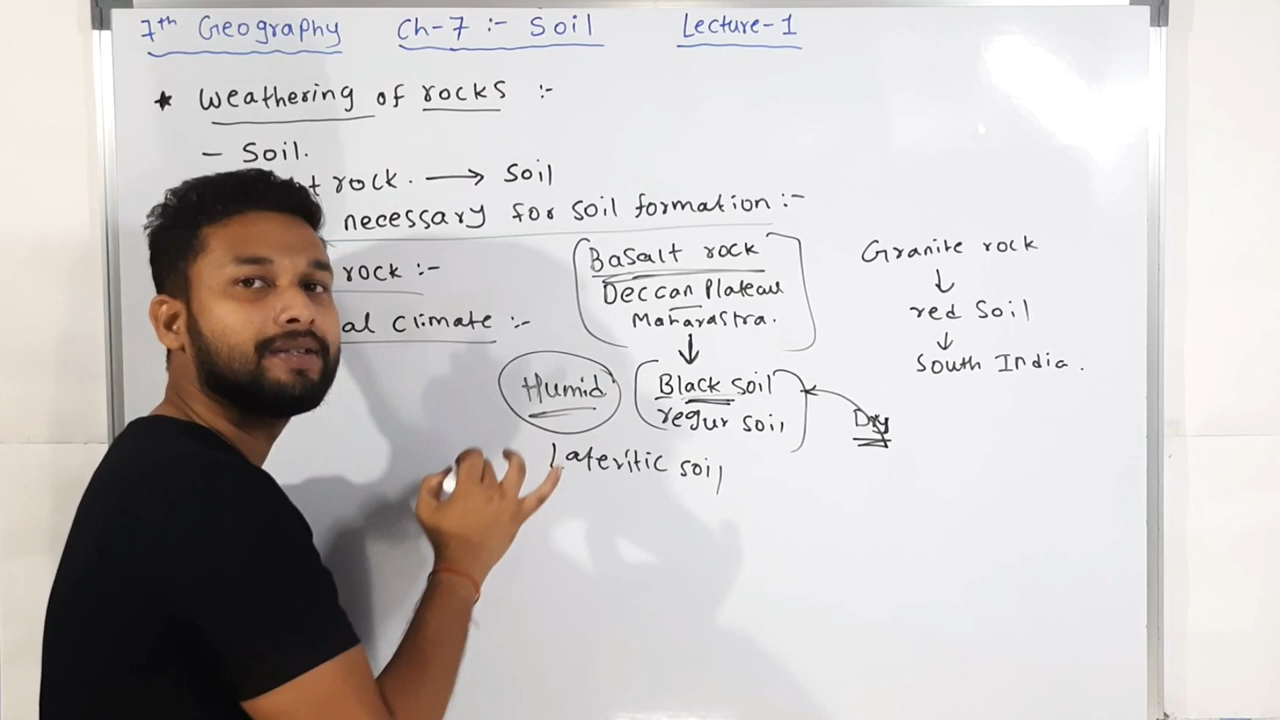 7th Geography Ch-7 :- Soil Lecture-1
★ Weathering of rocks :-
- Soil.
rock. → Soil
necessary for soil formation :-
rock :-
al climate :-
Basalt rock
Deccan Plateau
Maharastra.
↓
Black soil
regur soil
Humid
Dry
Lateritic soil
Granite rock
↓
red Soil
↓
South India.